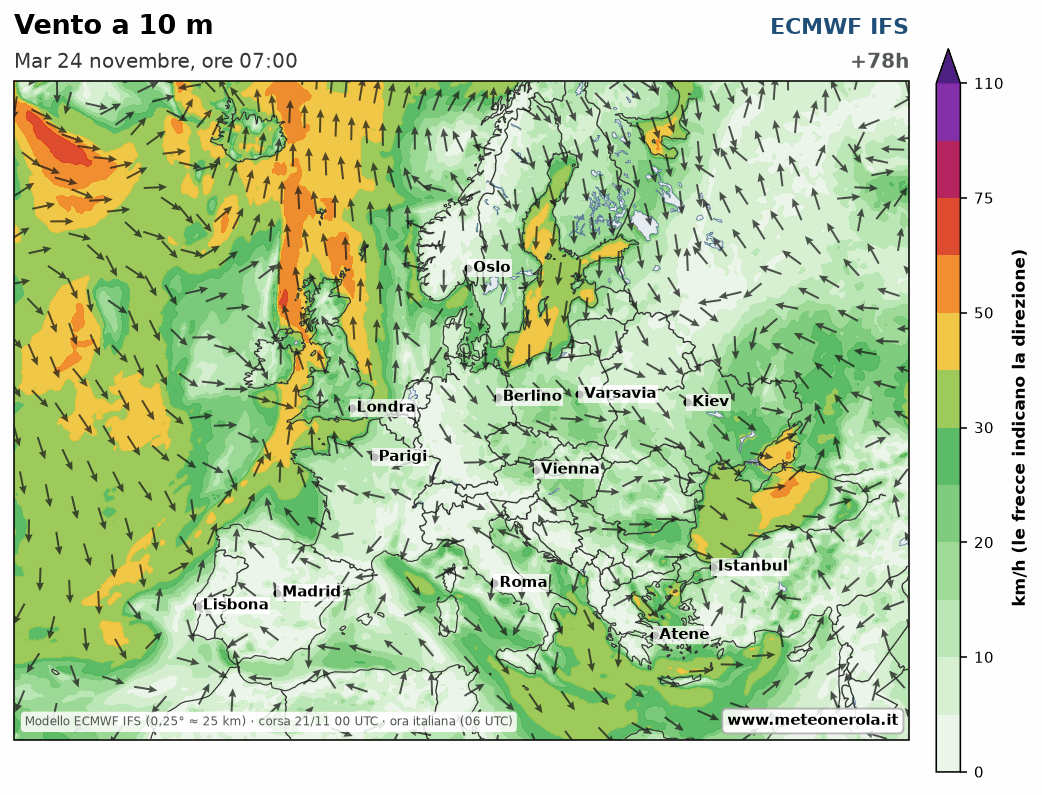 Vento a 10 m
ECMWF IFS
Mar 24 novembre, ore 07:00
+78h
110
75
50
30
20
10
0
km/h (le frecce indicano la direzione)
Oslo
Berlino
Varsavia
Kiev
Londra
Parigi
Vienna
Istanbul
Roma
Madrid
Lisbona
Atene
Modello ECMWF IFS (0,25° ≈ 25 km) · corsa 21/11 00 UTC · ora italiana (06 UTC)
www.meteonerola.it